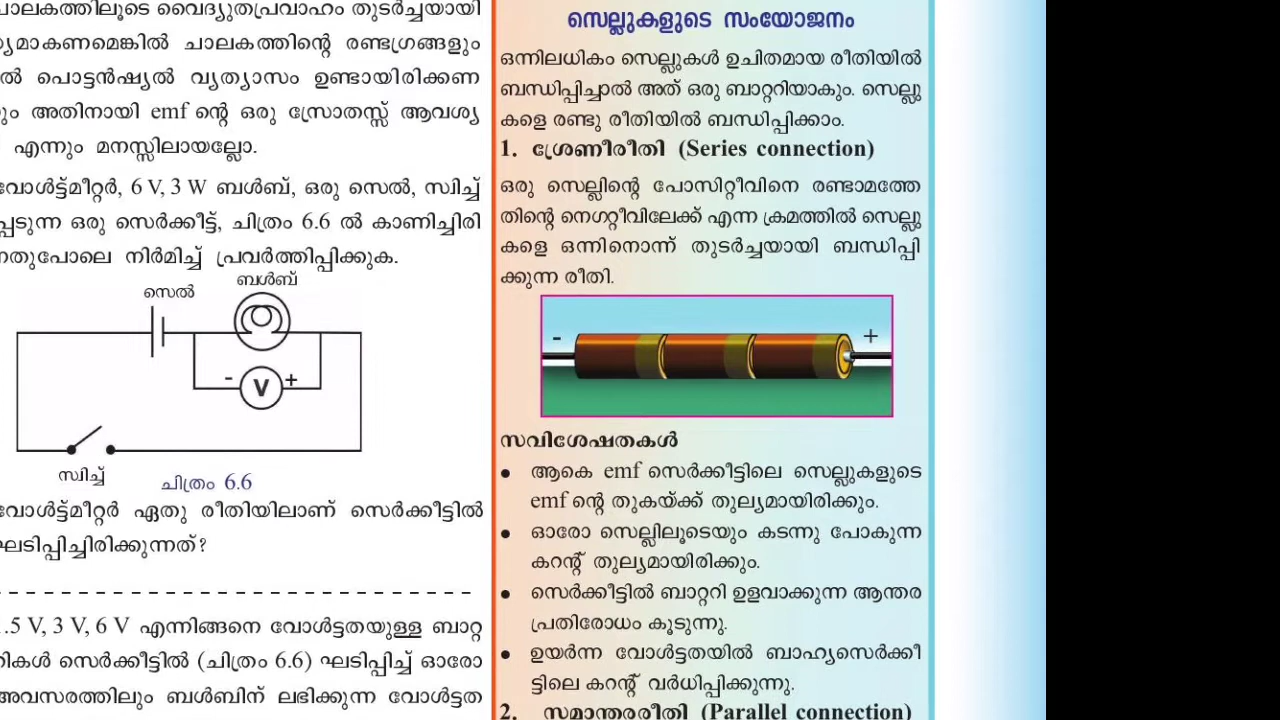 ചാലകത്തിലൂടെ വൈദ്യുതപ്രവാഹം തുടർച്ചയായി
ചാലകത്തിന്റെ രണ്ടഗ്രങ്ങളും
പൊട്ടൻഷ്യൽ വ്യത്യാസം ഉണ്ടായിരിക്കണ
അതിനായി emf ന്റെ ഒരു സ്രോതസ്സ് ആവശ്യ
എന്നും മനസ്സിലായല്ലോ.
വോൾട്ട്മീറ്റർ, 6 V, 3 W ബൾബ്, ഒരു സെൽ, സ്വിച്ച്
ഒരു സെർക്കീട്ട്, ചിത്രം 6.6 ൽ കാണിച്ചിരി
നിർമിച്ച് പ്രവർത്തിപ്പിക്കുക.
സെൽ
ബൾബ്
- V +
സ്വിച്ച്
ചിത്രം 6.6
വോൾട്ട്മീറ്റർ ഏതു രീതിയിലാണ് സെർക്കീട്ടിൽ
ഘടിപ്പിച്ചിരിക്കുന്നത്?
.5 V, 3 V, 6 V എന്നിങ്ങനെ വോൾട്ടതയുള്ള ബാറ്റ
സെർക്കീട്ടിൽ (ചിത്രം 6.6) ഘടിപ്പിച്ച് ഓരോ
അവസരത്തിലും ബൾബിന് ലഭിക്കുന്ന വോൾട്ടത
സെല്ലുകളുടെ സംയോജനം
ഒന്നിലധികം സെല്ലുകൾ ഉചിതമായ രീതിയിൽ
ബന്ധിപ്പിച്ചാൽ അത് ഒരു ബാറ്ററിയാകും. സെല്ലു
കളെ രണ്ടു രീതിയിൽ ബന്ധിപ്പിക്കാം.
1. ശ്രേണീരീതി (Series connection)
ഒരു സെല്ലിന്റെ പോസിറ്റീവിനെ രണ്ടാമത്തേ
തിന്റെ നെഗറ്റീവിലേക്ക് എന്ന ക്രമത്തിൽ സെല്ലു
കളെ ഒന്നിനൊന്ന് തുടർച്ചയായി ബന്ധിപ്പി
ക്കുന്ന രീതി.
- +
സവിശേഷതകൾ
• ആകെ emf സെർക്കീട്ടിലെ സെല്ലുകളുടെ
emf ന്റെ തുകയ്ക്ക് തുല്യമായിരിക്കും.
• ഓരോ സെല്ലിലൂടെയും കടന്നു പോകുന്ന
കറന്റ് തുല്യമായിരിക്കും.
• സെർക്കീട്ടിൽ ബാറ്ററി ഉളവാക്കുന്ന ആന്തര
പ്രതിരോധം കൂടുന്നു.
• ഉയർന്ന വോൾട്ടതയിൽ ബാഹ്യസെർക്കീ
ട്ടിലെ കറന്റ് വർധിപ്പിക്കുന്നു.
2. സമാന്തരരീതി (Parallel connection)